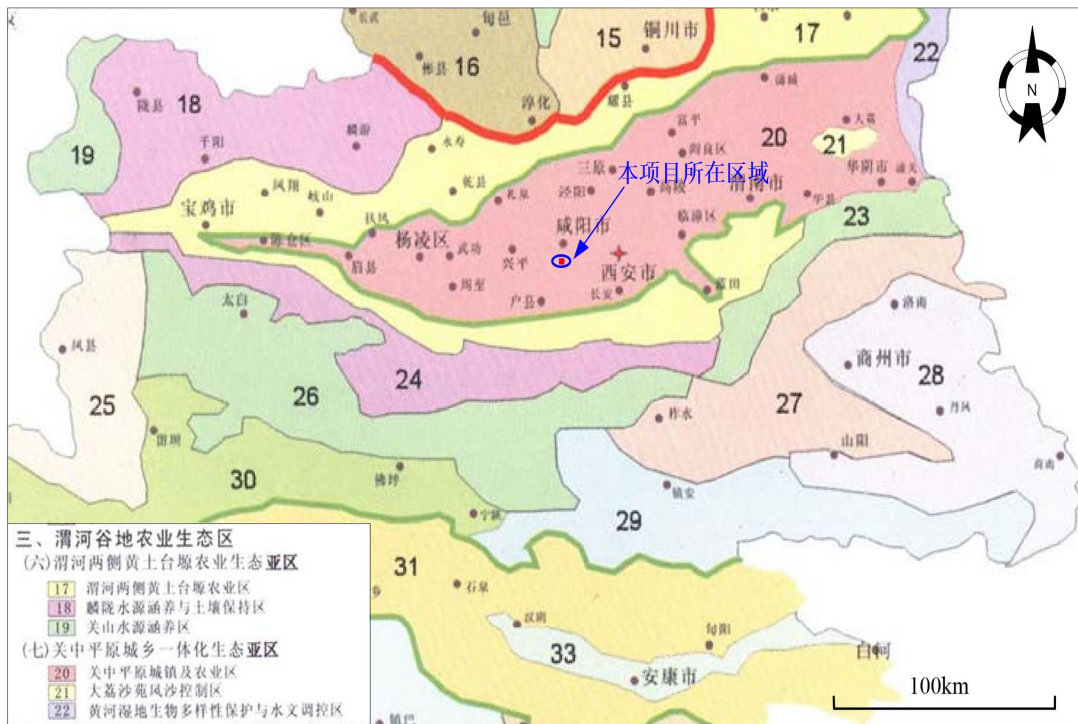 长武
旬邑
15
铜川市
17
22
彬县
16
蒲城
陇县
18
淳化
耀县
麟游
永寿
富平
20
大荔
19
千阳
阎良区
21
三原
本项目所在区域
华阴市
潼关
凤翔
乾县
礼泉
泾阳
高陵
渭南市
岐山
华县
宝鸡市
扶风
临潼区
23
陈仓区
杨凌区
武功
兴平
咸阳市
眉县
周至
西安市
户县
长安
蓝田
太白
洛南
凤县
商州市
24
28
25
26
27
丹凤
柞水
留坝
山阳
商南
30
佛坪
镇安
宁陕
29
31
石泉
汉阴
旬阳
33
白河
安康市
镇巴
N
三、渭河谷地农业生态区
(六)渭河两侧黄土台塬农业生态亚区
17 渭河两侧黄土台塬农业区
18 麟陇水源涵养与土壤保持区
19 关山水源涵养区
(七)关中平原城乡一体化生态亚区
20 关中平原城镇及农业区
21 大荔沙苑风沙控制区
22 黄河湿地生物多样性保护与水文调控区
100km